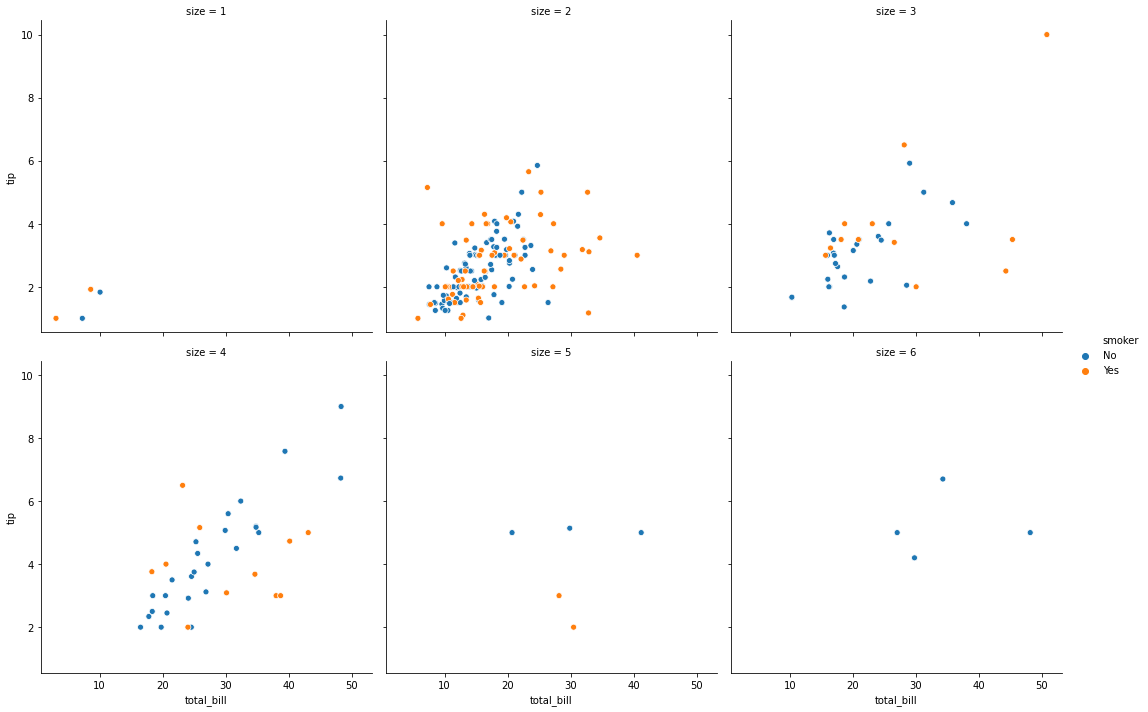 size = 1
size = 2
size = 3
10
8
6
4
2
tip
size = 4
size = 5
size = 6
smoker
No
Yes
10
8
6
4
2
tip
10 20 30 40 50
10 20 30 40 50
10 20 30 40 50
total_bill
total_bill
total_bill